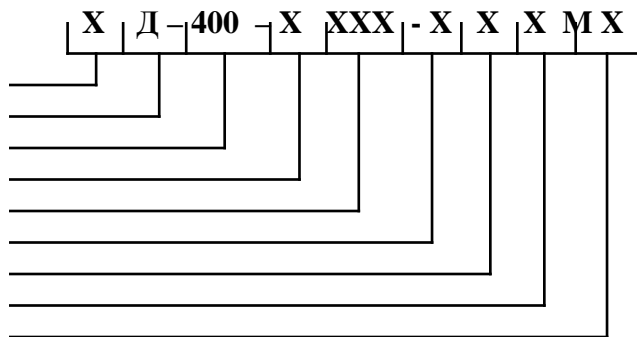 Х Д – 400 – Х ХХХ - Х Х Х М Х